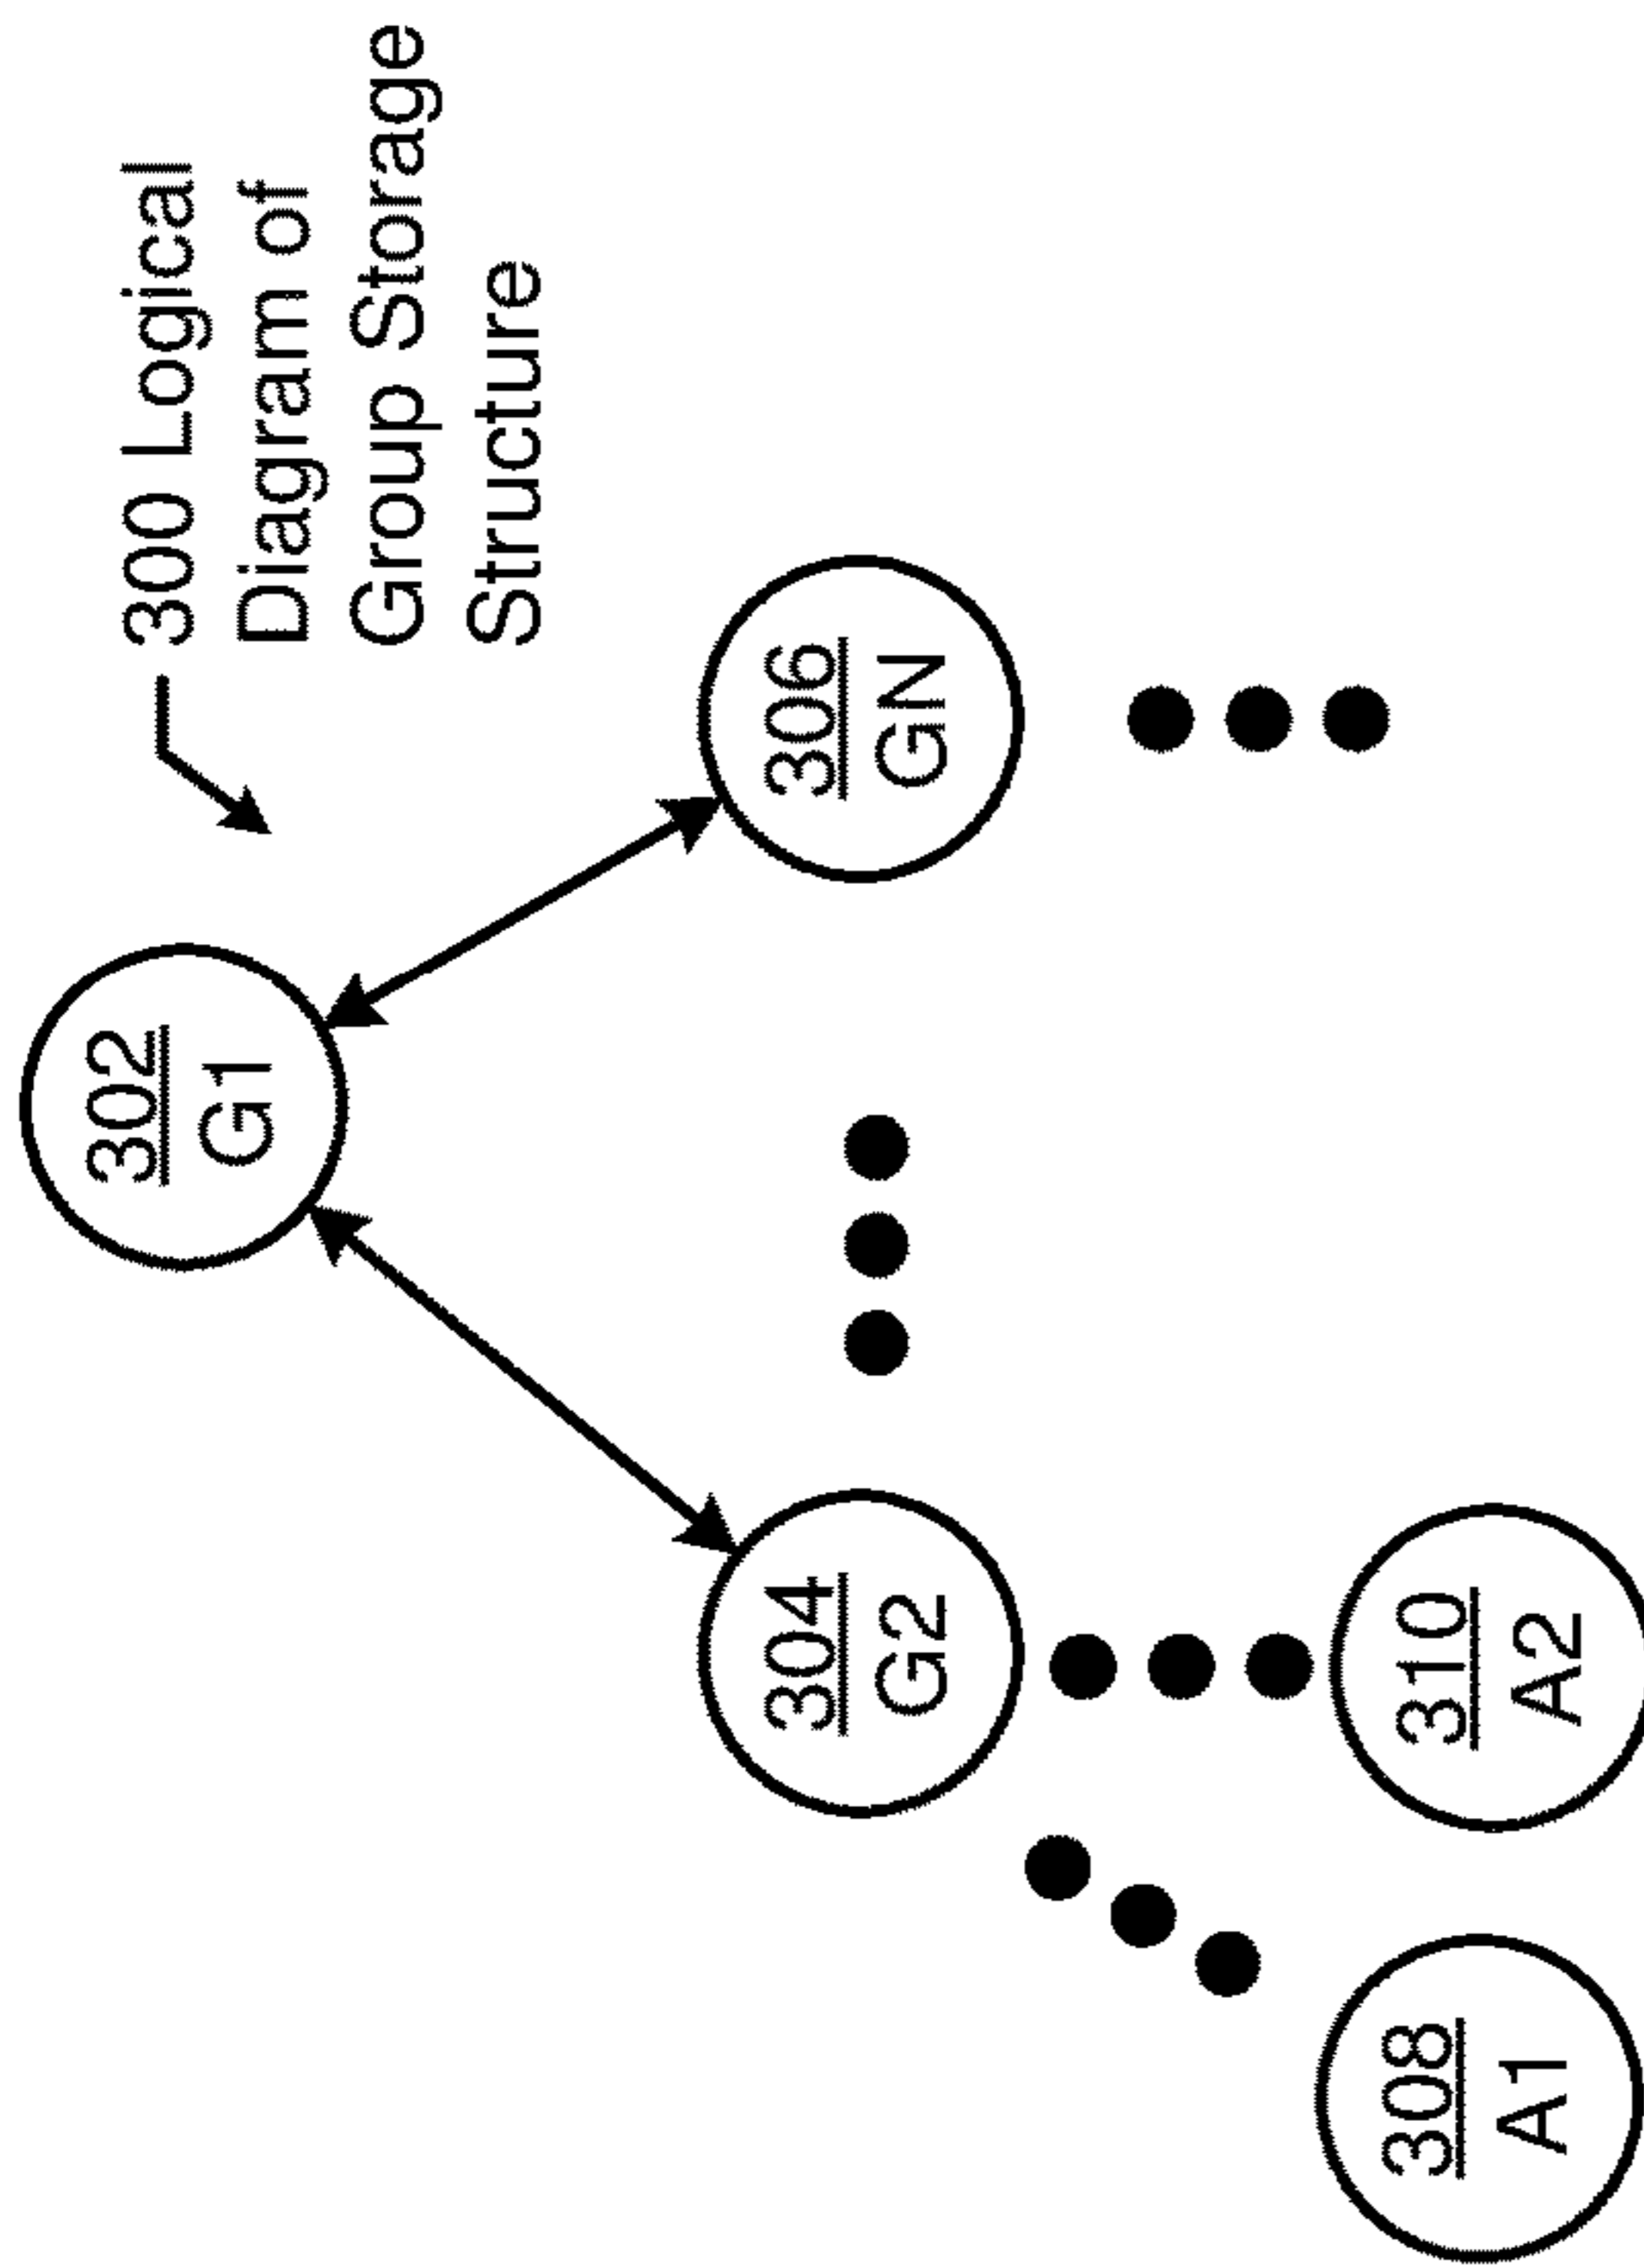 300 Logical
Diagram of
Group Storage
Structure
302
G1
304
G2
306
GN
308
A1
310
A2